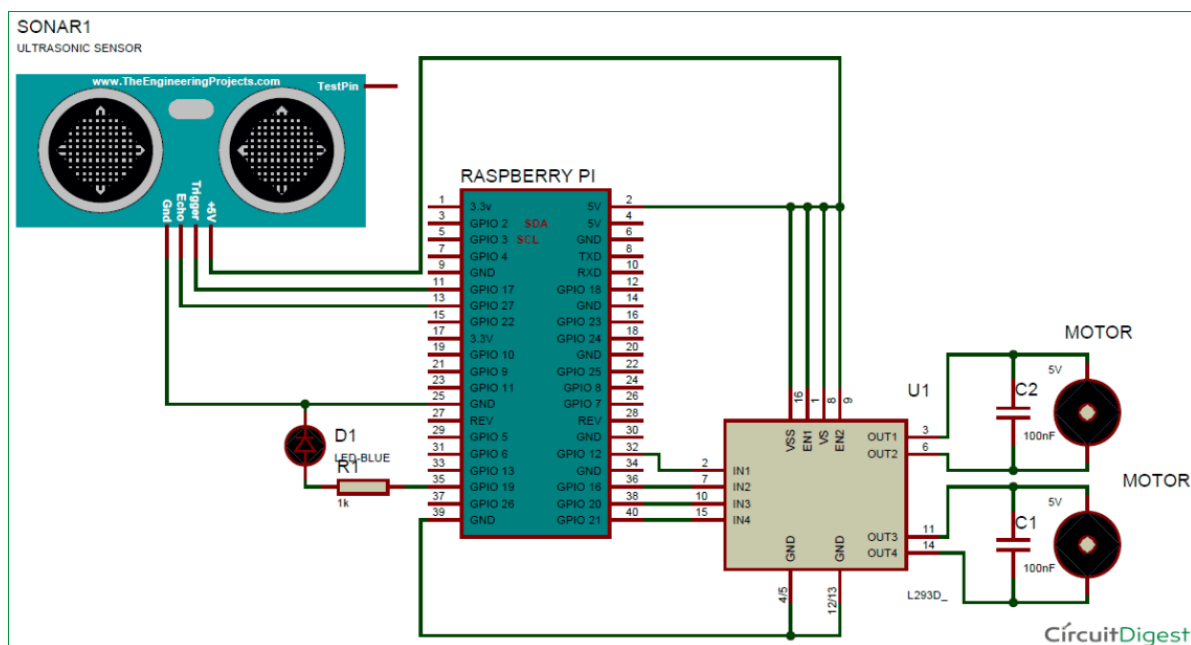 SONAR1
ULTRASONIC SENSOR
www.TheEngineeringProjects.com
TestPin
Gnd
Echo
Trigger
+5V
RASPBERRY PI
1 3.3v 5V 2
3 GPIO 2 SDA 5V 4
5 GPIO 3 SCL GND 6
7 GPIO 4 TXD 8
9 GND RXD 10
11 GPIO 17 GPIO 18 12
13 GPIO 27 GND 14
15 GPIO 22 GPIO 23 16
17 3.3V GPIO 24 18
19 GPIO 10 GND 20
21 GPIO 9 GPIO 25 22
23 GPIO 11 GPIO 8 24
25 GND GPIO 7 26
27 REV REV 28
29 GPIO 5 GND 30
31 GPIO 6 GPIO 12 32
33 GPIO 13 GND 34
35 GPIO 19 GPIO 16 36
37 GPIO 26 GPIO 20 38
39 GND GPIO 21 40
D1
LED-BLUE
R1
1k
U1
16 1 8 9
VSS EN1 VS EN2
2 IN1
7 IN2
10 IN3
15 IN4
OUT1 3
OUT2 6
OUT3 11
OUT4 14
GND GND
4/5 12/13
L293D_
MOTOR
5V
C2
100nF
MOTOR
5V
C1
100nF
CircuitDigest